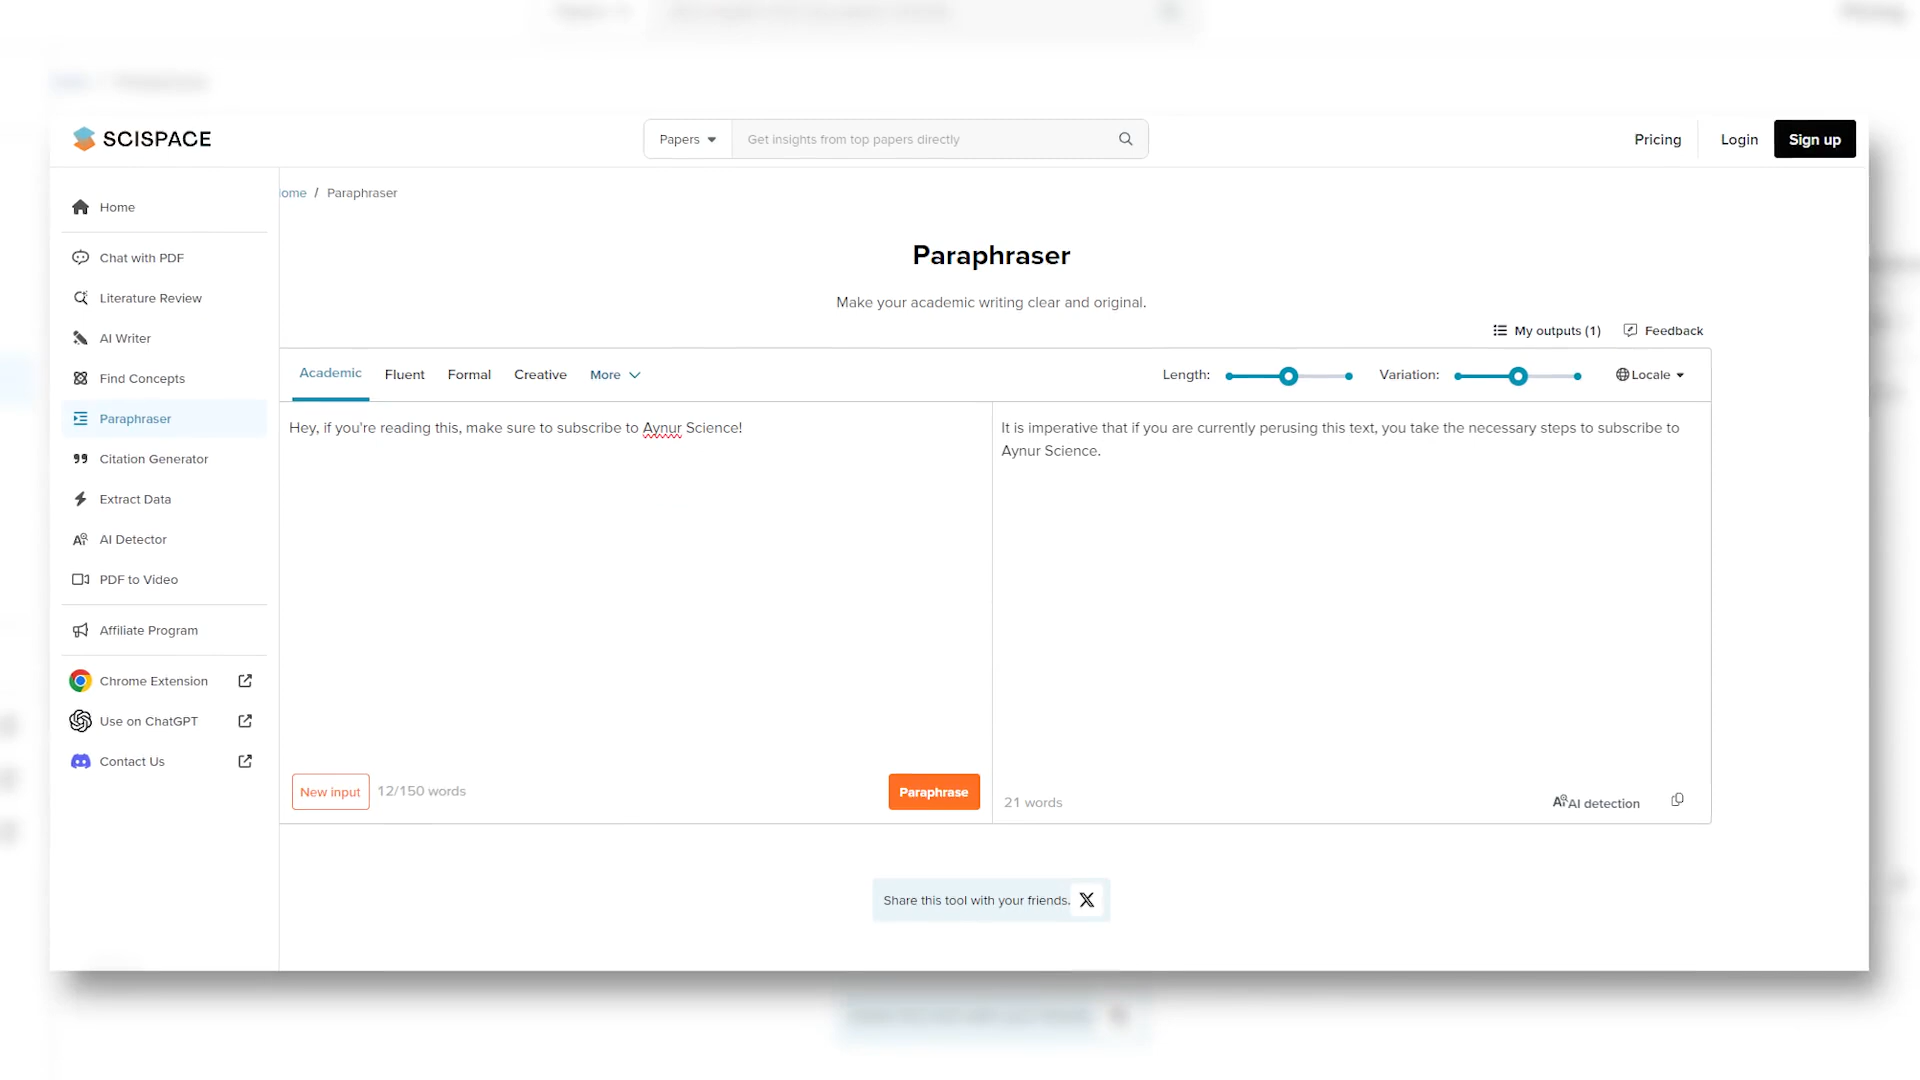 SCISPACE
Papers
Get insights from top papers directly
Pricing
Login
Sign up
ome / Paraphraser
Home
Chat with PDF
Literature Review
AI Writer
Find Concepts
Paraphraser
Citation Generator
Extract Data
AI Detector
PDF to Video
Affiliate Program
Chrome Extension
Use on ChatGPT
Contact Us
Paraphraser
Make your academic writing clear and original.
My outputs (1)
Feedback
Academic
Fluent
Formal
Creative
More
Length:
Variation:
Locale
Hey, if you're reading this, make sure to subscribe to Aynur Science!
New input
12/150 words
Paraphrase
It is imperative that if you are currently perusing this text, you take the necessary steps to subscribe to
Aynur Science.
21 words
AI detection
Share this tool with your friends.